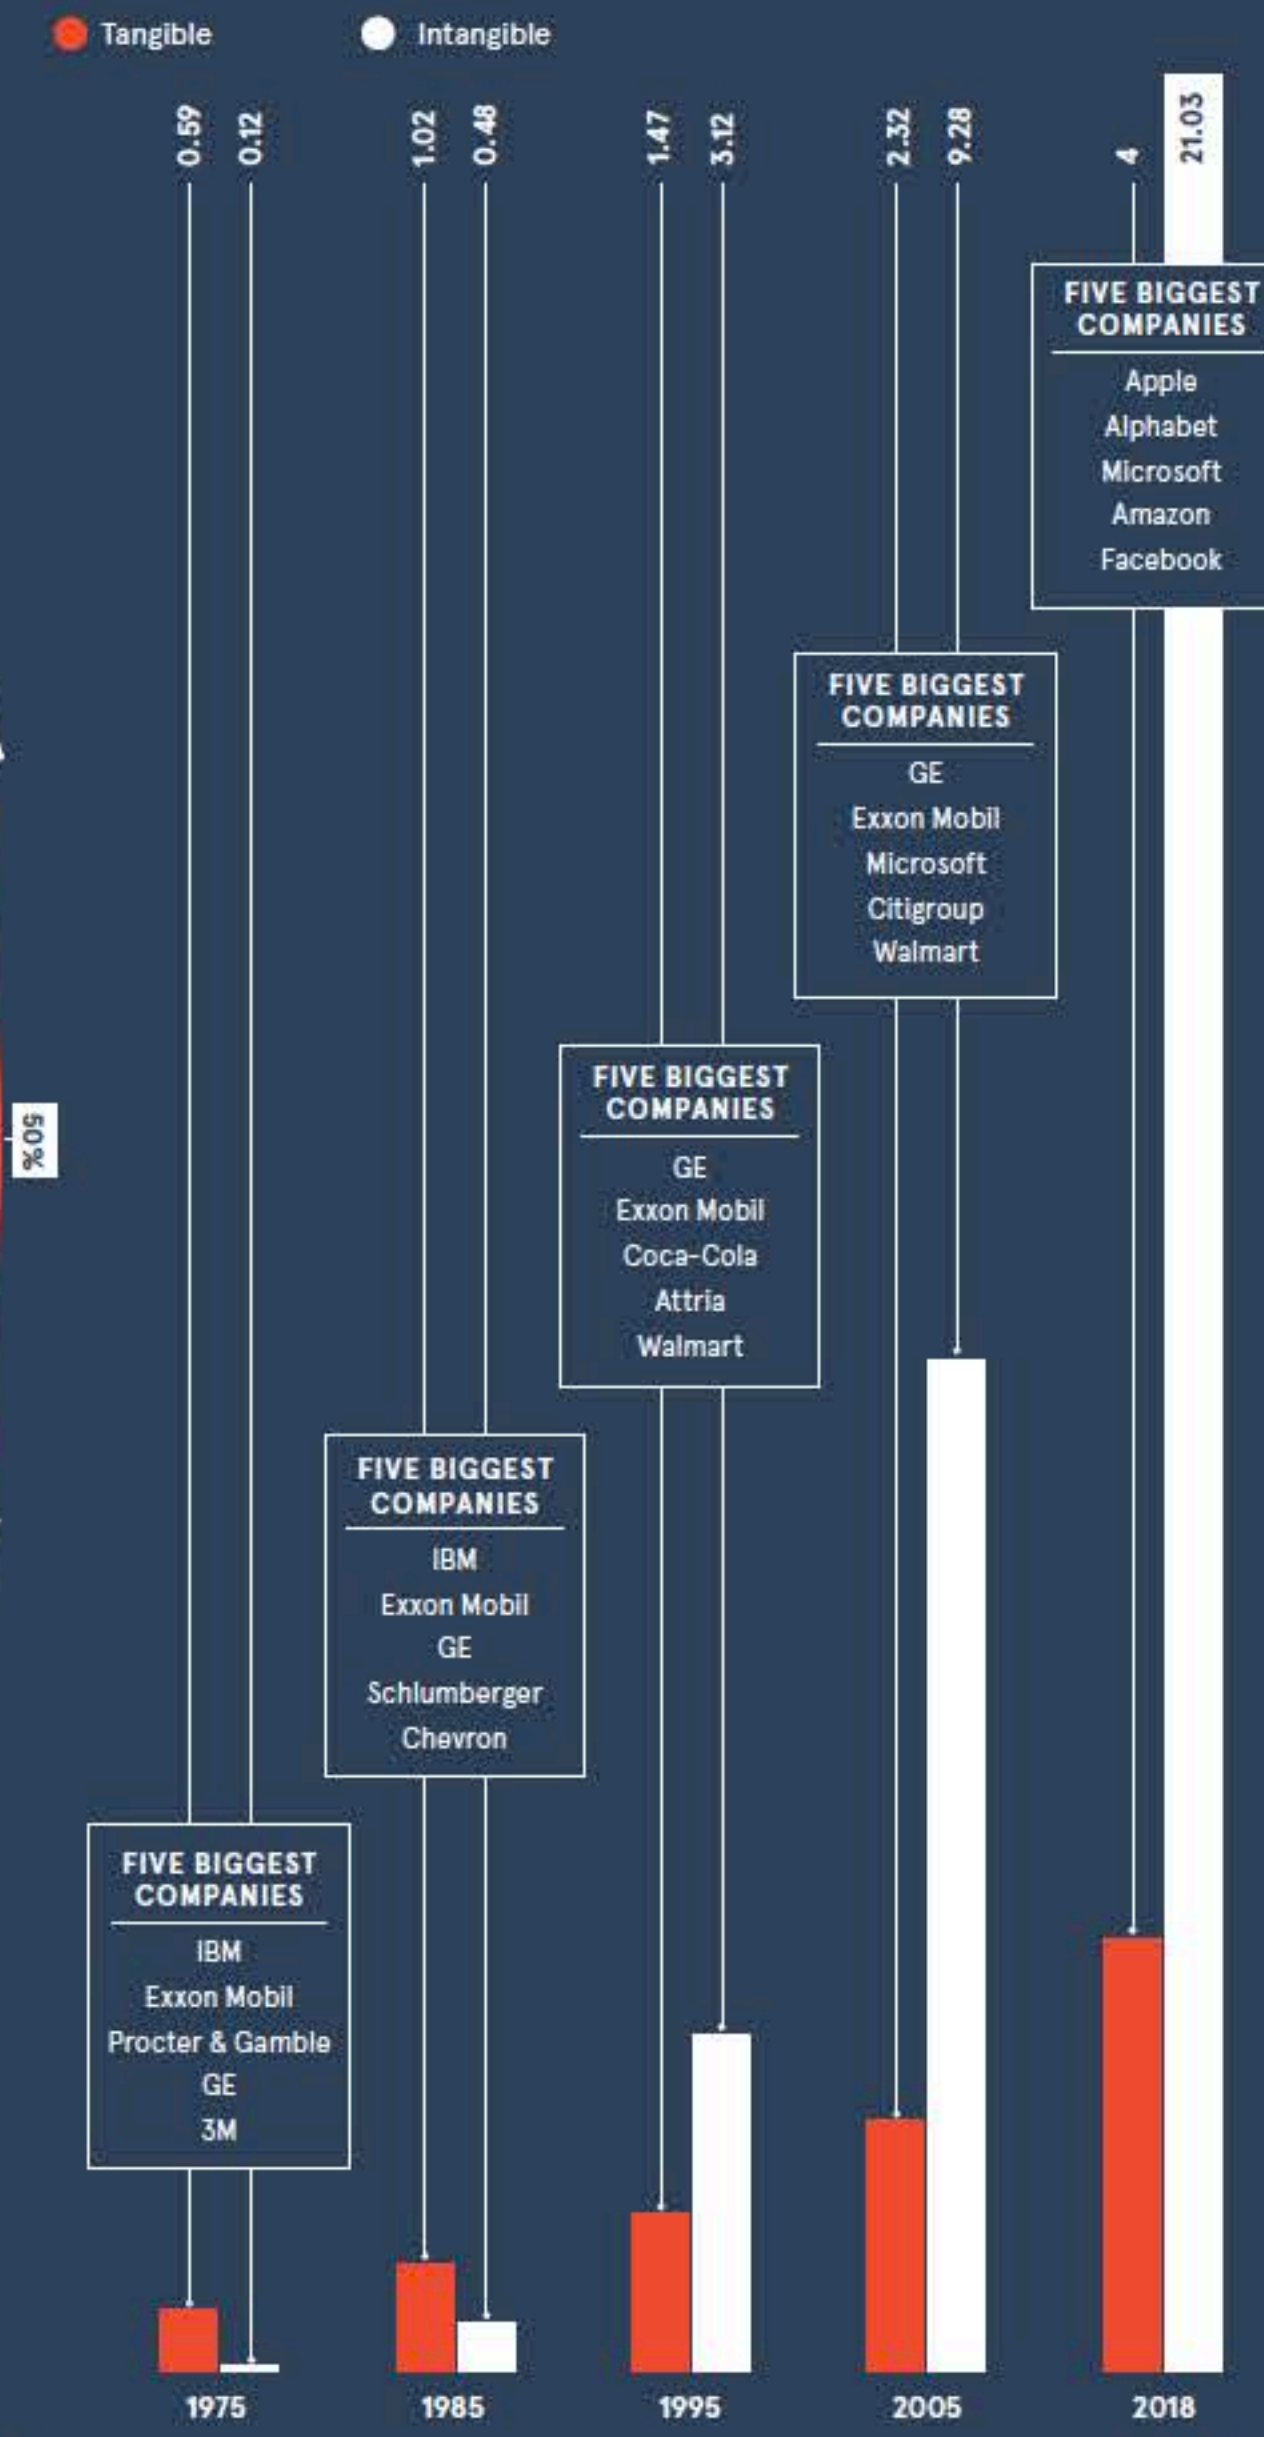 Tangible
Intangible
0.59
0.12
1.02
0.48
1.47
3.12
2.32
9.28
4
21.03
FIVE BIGGEST
COMPANIES
Apple
Alphabet
Microsoft
Amazon
Facebook
FIVE BIGGEST
COMPANIES
GE
Exxon Mobil
Microsoft
Citigroup
Walmart
FIVE BIGGEST
COMPANIES
GE
Exxon Mobil
Coca-Cola
Attria
Walmart
50%
FIVE BIGGEST
COMPANIES
IBM
Exxon Mobil
GE
Schlumberger
Chevron
FIVE BIGGEST
COMPANIES
IBM
Exxon Mobil
Procter & Gamble
GE
3M
1975
1985
1995
2005
2018